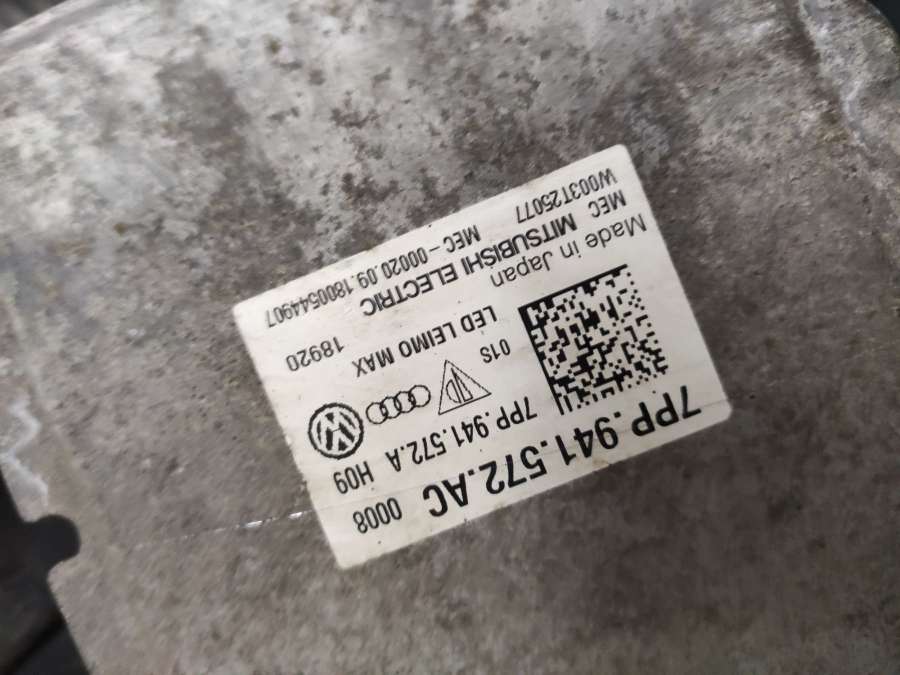 7PP.941.572.AC 0008
7PP.941.572.A H09
01S
LED LEIMO MAX 18920
Made in Japan
MEC MITSUBISHI ELECTRIC
W003T25077 MEC-00020.09.1800544907